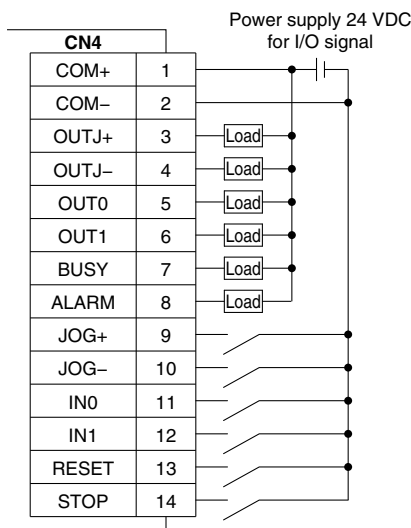 Power supply 24 VDC
for I/O signal
CN4
COM+ 1
COM− 2
OUTJ+ 3 Load
OUTJ− 4 Load
OUT0 5 Load
OUT1 6 Load
BUSY 7 Load
ALARM 8 Load
JOG+ 9
JOG− 10
IN0 11
IN1 12
RESET 13
STOP 14